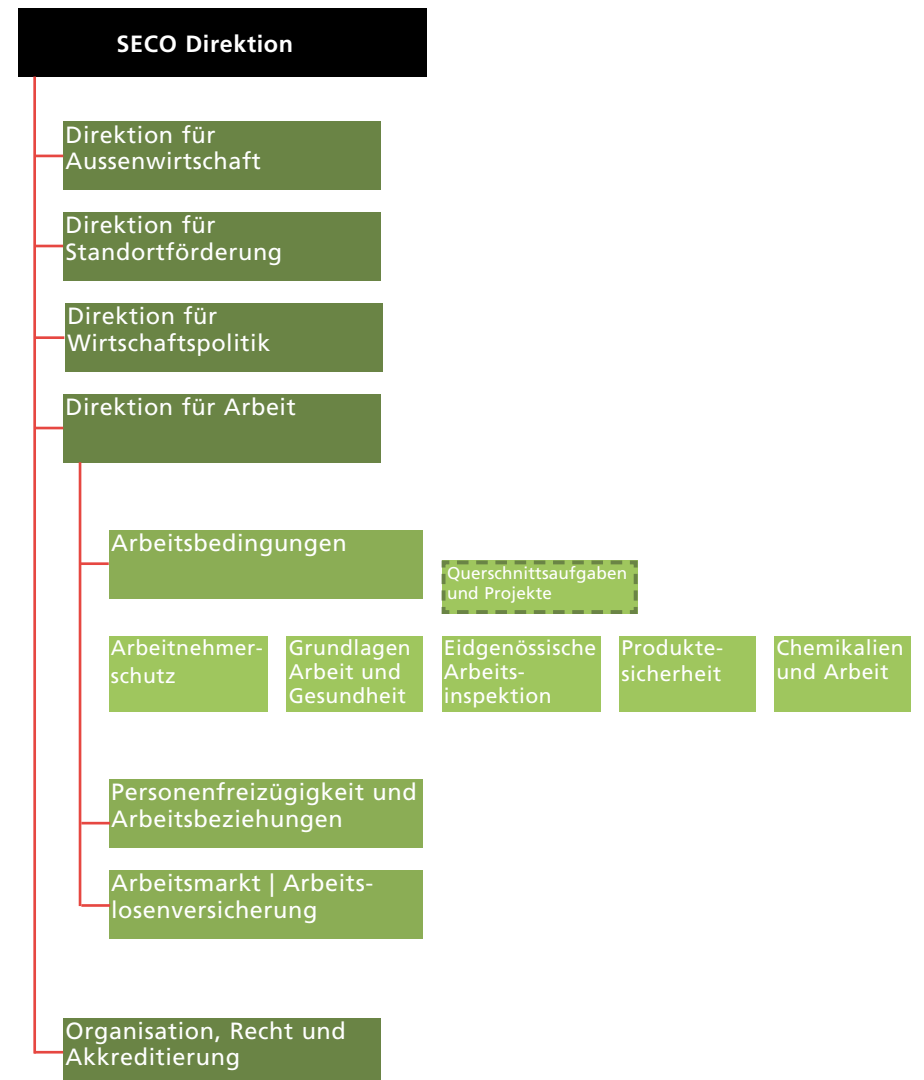 SECO Direktion
Direktion für
Aussenwirtschaft
Direktion für
Standortförderung
Direktion für
Wirtschaftspolitik
Direktion für Arbeit
Arbeitsbedingungen
Querschnittsaufgaben
und Projekte
Arbeitnehmer-
schutz
Grundlagen
Arbeit und
Gesundheit
Eidgenössische
Arbeits-
inspektion
Produkte-
sicherheit
Chemikalien
und Arbeit
Personenfreizügigkeit und
Arbeitsbeziehungen
Arbeitsmarkt | Arbeits-
losenversicherung
Organisation, Recht und
Akkreditierung